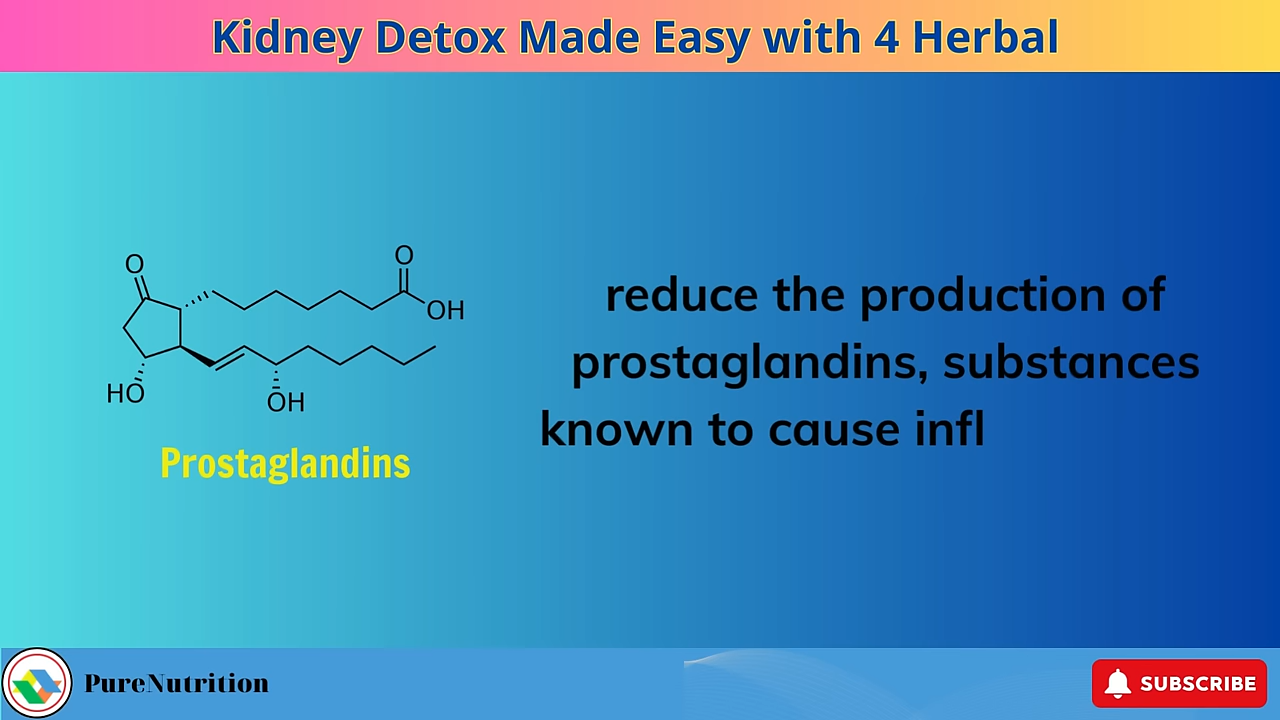 Kidney Detox Made Easy with 4 Herbal
O
O
OH
HO
OH
Prostaglandins
reduce the production of
prostaglandins, substances
known to cause infl
PureNutrition
SUBSCRIBE